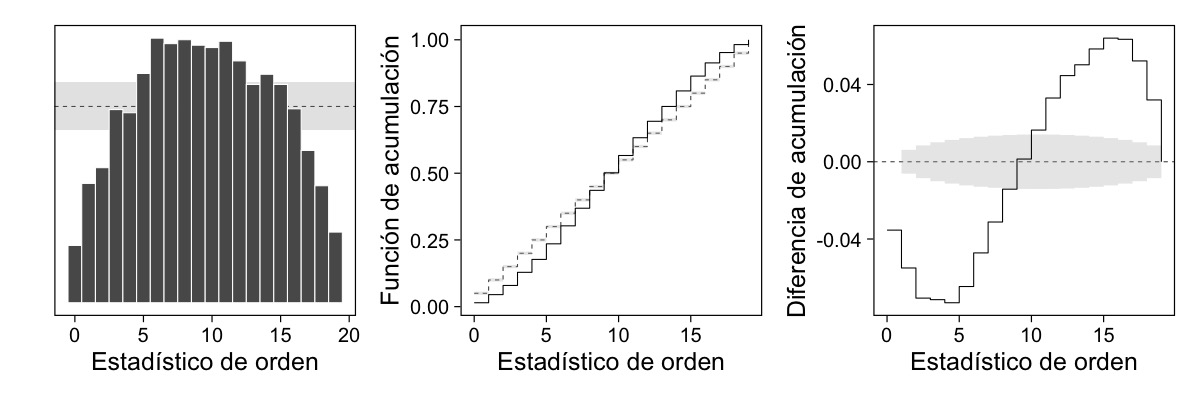 0 5 10 15 20
Estadístico de orden
Función de acumulación
1.00
0.75
0.50
0.25
0.00
0 5 10 15
Estadístico de orden
Diferencia de acumulación
0.04
0.00
-0.04
0 5 10 15
Estadístico de orden